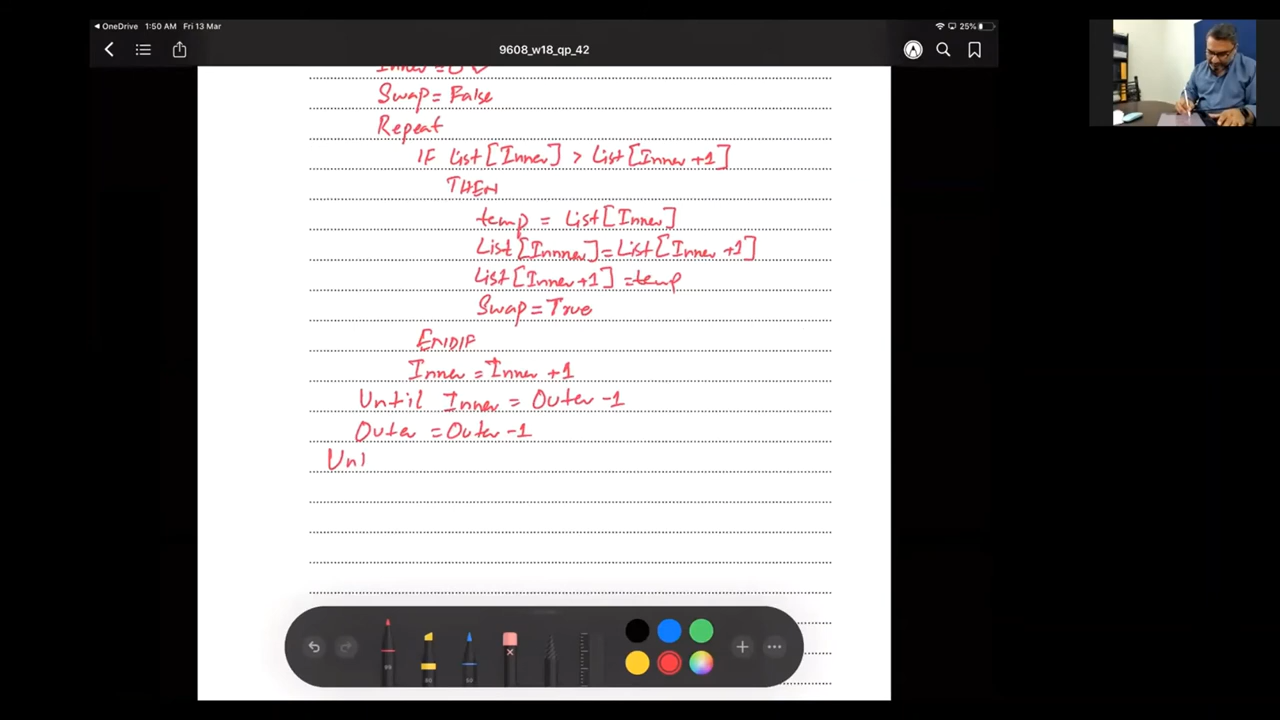 OneDrive 1:50 AM Fri 13 Mar 25%
9608_w18_qp_42
Inner = 0
Swap = False
Repeat
IF List[Inner] > List[Inner +1]
THEN
temp = List[Inner]
List[Innner] = List[Inner +1]
List[Inner+1] = temp
Swap = True
ENDIF
Inner = Inner +1
Until Inner = Outer -1
Outer = Outer -1
Unt